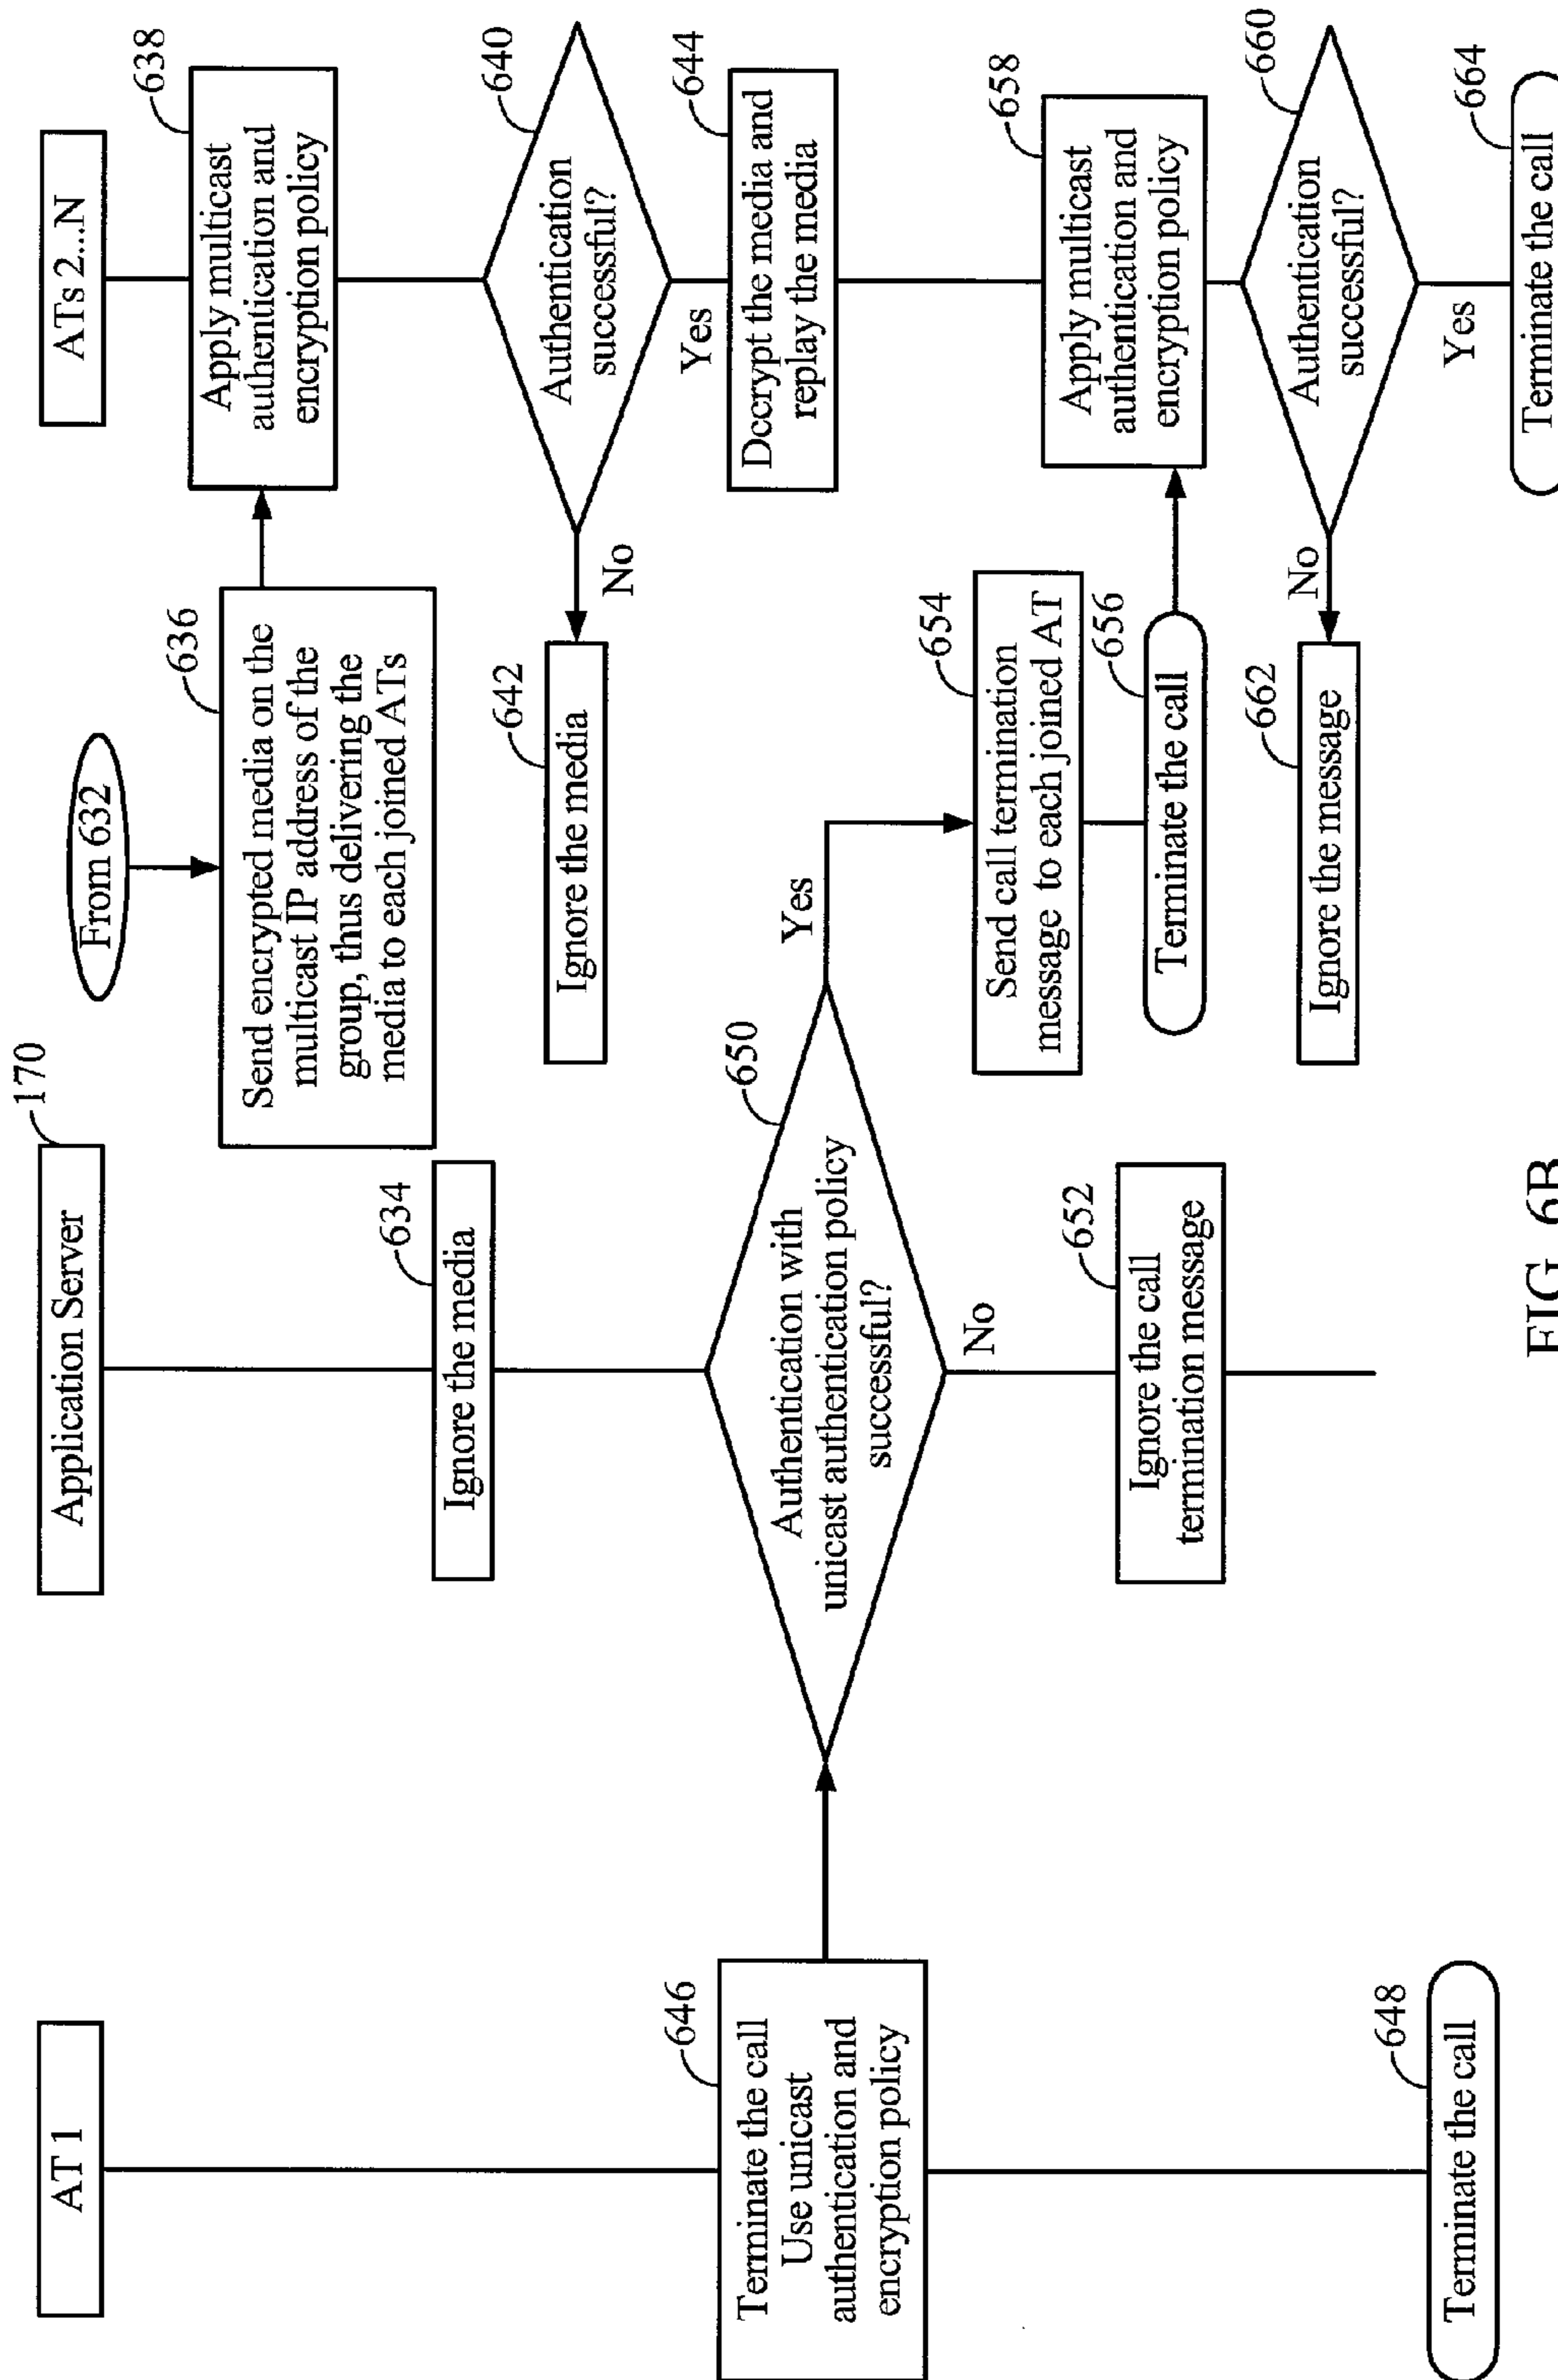 AT 1
Application Server
170
ATs 2...N
From 632
636
Send encrypted media on the
multicast IP address of the
group, thus delivering the
media to each joined ATs
638
Apply multicast
authentication and
encryption policy
634
Ignore the media
640
Authentication
successful?
No
Yes
642
Ignore the media
644
Dccrypt the media and
replay the media
646
Terminate the call
Use unicast
authentication and
encryption policy
650
Authentication with
unicast authentication policy
successful?
Yes
No
654
Send call termination
message to each joined AT
656
Terminate the call
658
Apply multicast
authentication and
encryption policy
652
Ignore the call
termination message
660
Authentication
successful?
No
Yes
662
Ignore the message
648
Terminate the call
664
Terminate the call
FIG. 6B